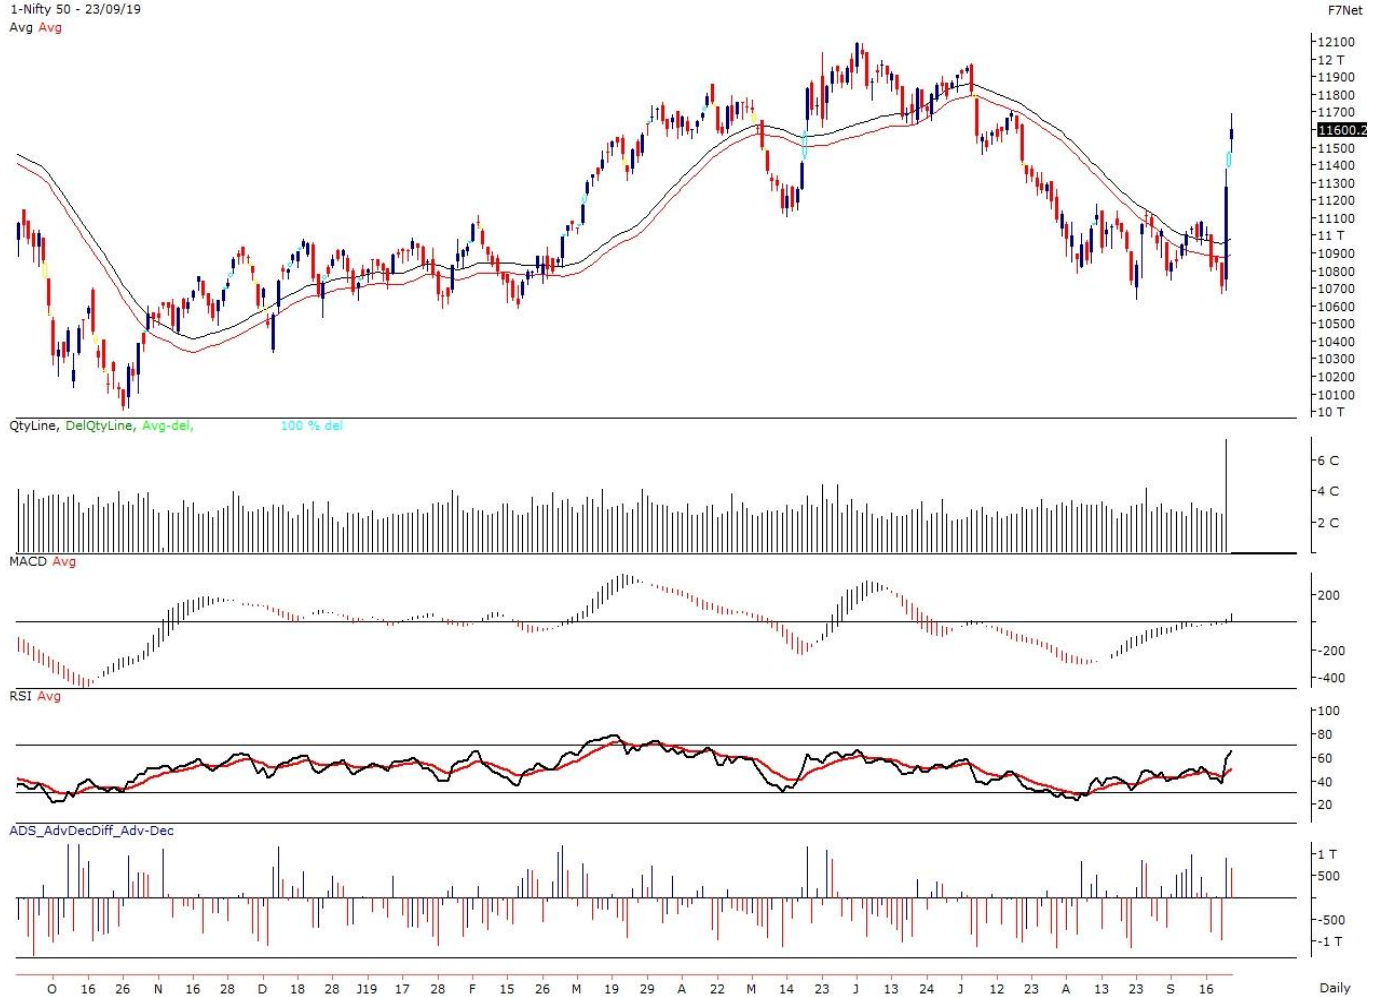 1-Nifty 50 - 23/09/19 F7Net
Avg Avg
12100
12 T
11900
11800
11700
11600.2
11500
11400
11300
11200
11100
11 T
10900
10800
10700
10600
10500
10400
10300
10200
10100
10 T
QtyLine, DelQtyLine, Avg-del, 100 % del
6 C
4 C
2 C
MACD Avg
200
-200
-400
RSI Avg
100
80
60
40
20
ADS_AdvDecDiff_Adv-Dec
1 T
500
-500
-1 T
O 16 26 N 16 28 D 18 28 J19 17 28 F 15 26 M 19 29 A 22 M 14 23 J 13 24 J 12 23 A 13 23 S 16 Daily